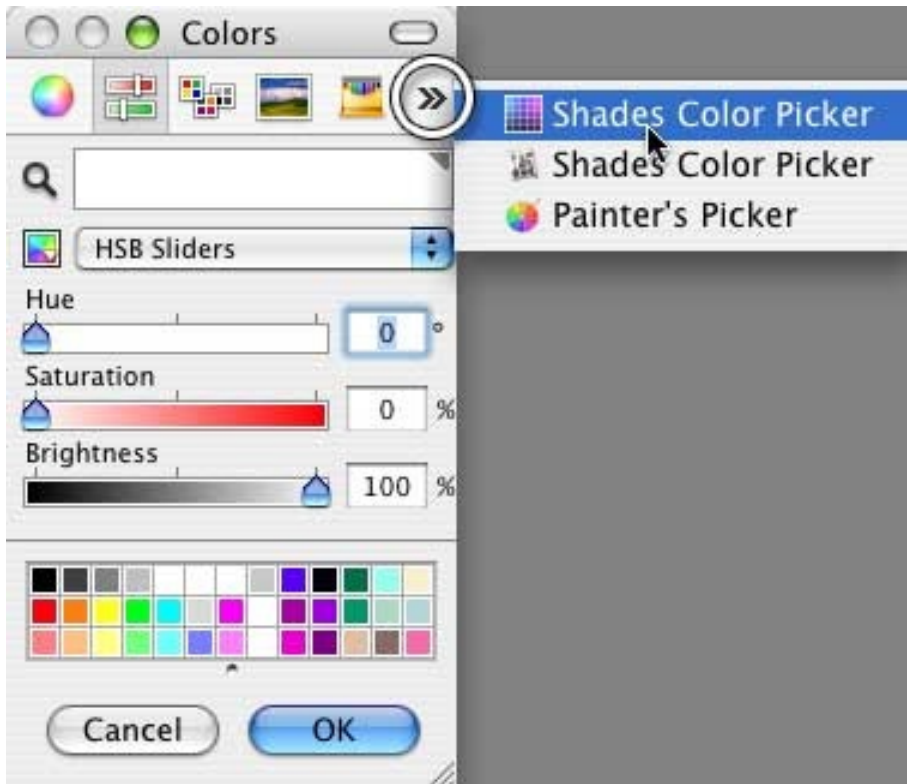 Colors
Shades Color Picker
Shades Color Picker
Painter's Picker
HSB Sliders
Hue
0 °
Saturation
0 %
Brightness
100 %
Cancel OK